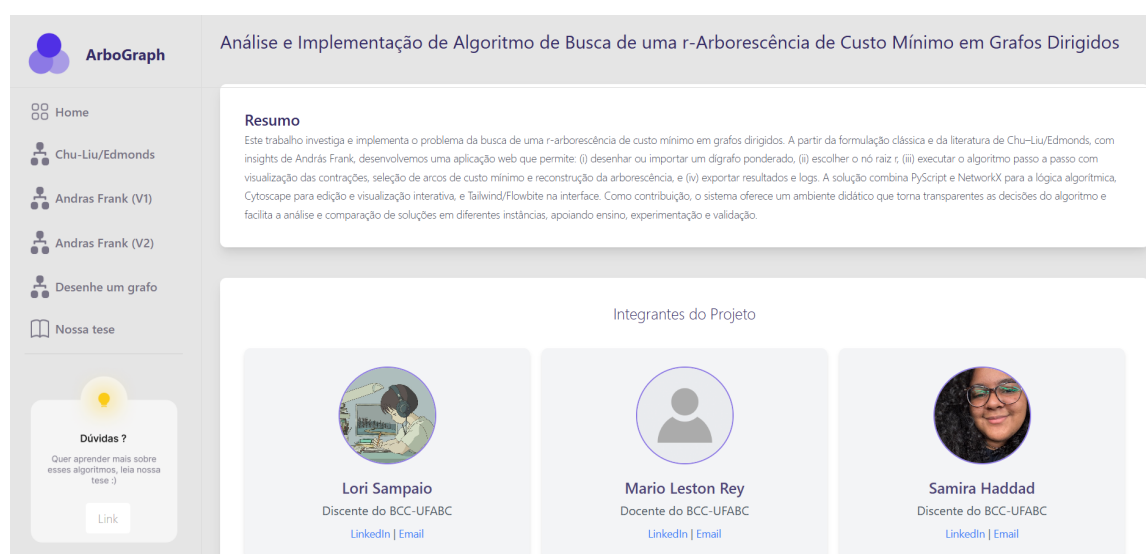 ArboGraph
Análise e Implementação de Algoritmo de Busca de uma r-Arborescência de Custo Mínimo em Grafos Dirigidos
Home
Chu-Liu/Edmonds
Andras Frank (V1)
Andras Frank (V2)
Desenhe um grafo
Nossa tese
Dúvidas ?
Quer aprender mais sobre
esses algoritmos, leia nossa
tese :)
Link
Resumo
Este trabalho investiga e implementa o problema da busca de uma r-arborescência de custo mínimo em grafos dirigidos. A partir da formulação clássica e da literatura de Chu–Liu/Edmonds, com
insights de András Frank, desenvolvemos uma aplicação web que permite: (i) desenhar ou importar um dígrafo ponderado, (ii) escolher o nó raiz r, (iii) executar o algoritmo passo a passo com
visualização das contrações, seleção de arcos de custo mínimo e reconstrução da arborescência, e (iv) exportar resultados e logs. A solução combina PyScript e NetworkX para a lógica algorítmica,
Cytoscape para edição e visualização interativa, e Tailwind/Flowbite na interface. Como contribuição, o sistema oferece um ambiente didático que torna transparentes as decisões do algoritmo e
facilita a análise e comparação de soluções em diferentes instâncias, apoiando ensino, experimentação e validação.
Integrantes do Projeto
Lori Sampaio
Discente do BCC-UFABC
LinkedIn | Email
Mario Leston Rey
Docente do BCC-UFABC
LinkedIn | Email
Samira Haddad
Discente do BCC-UFABC
LinkedIn | Email